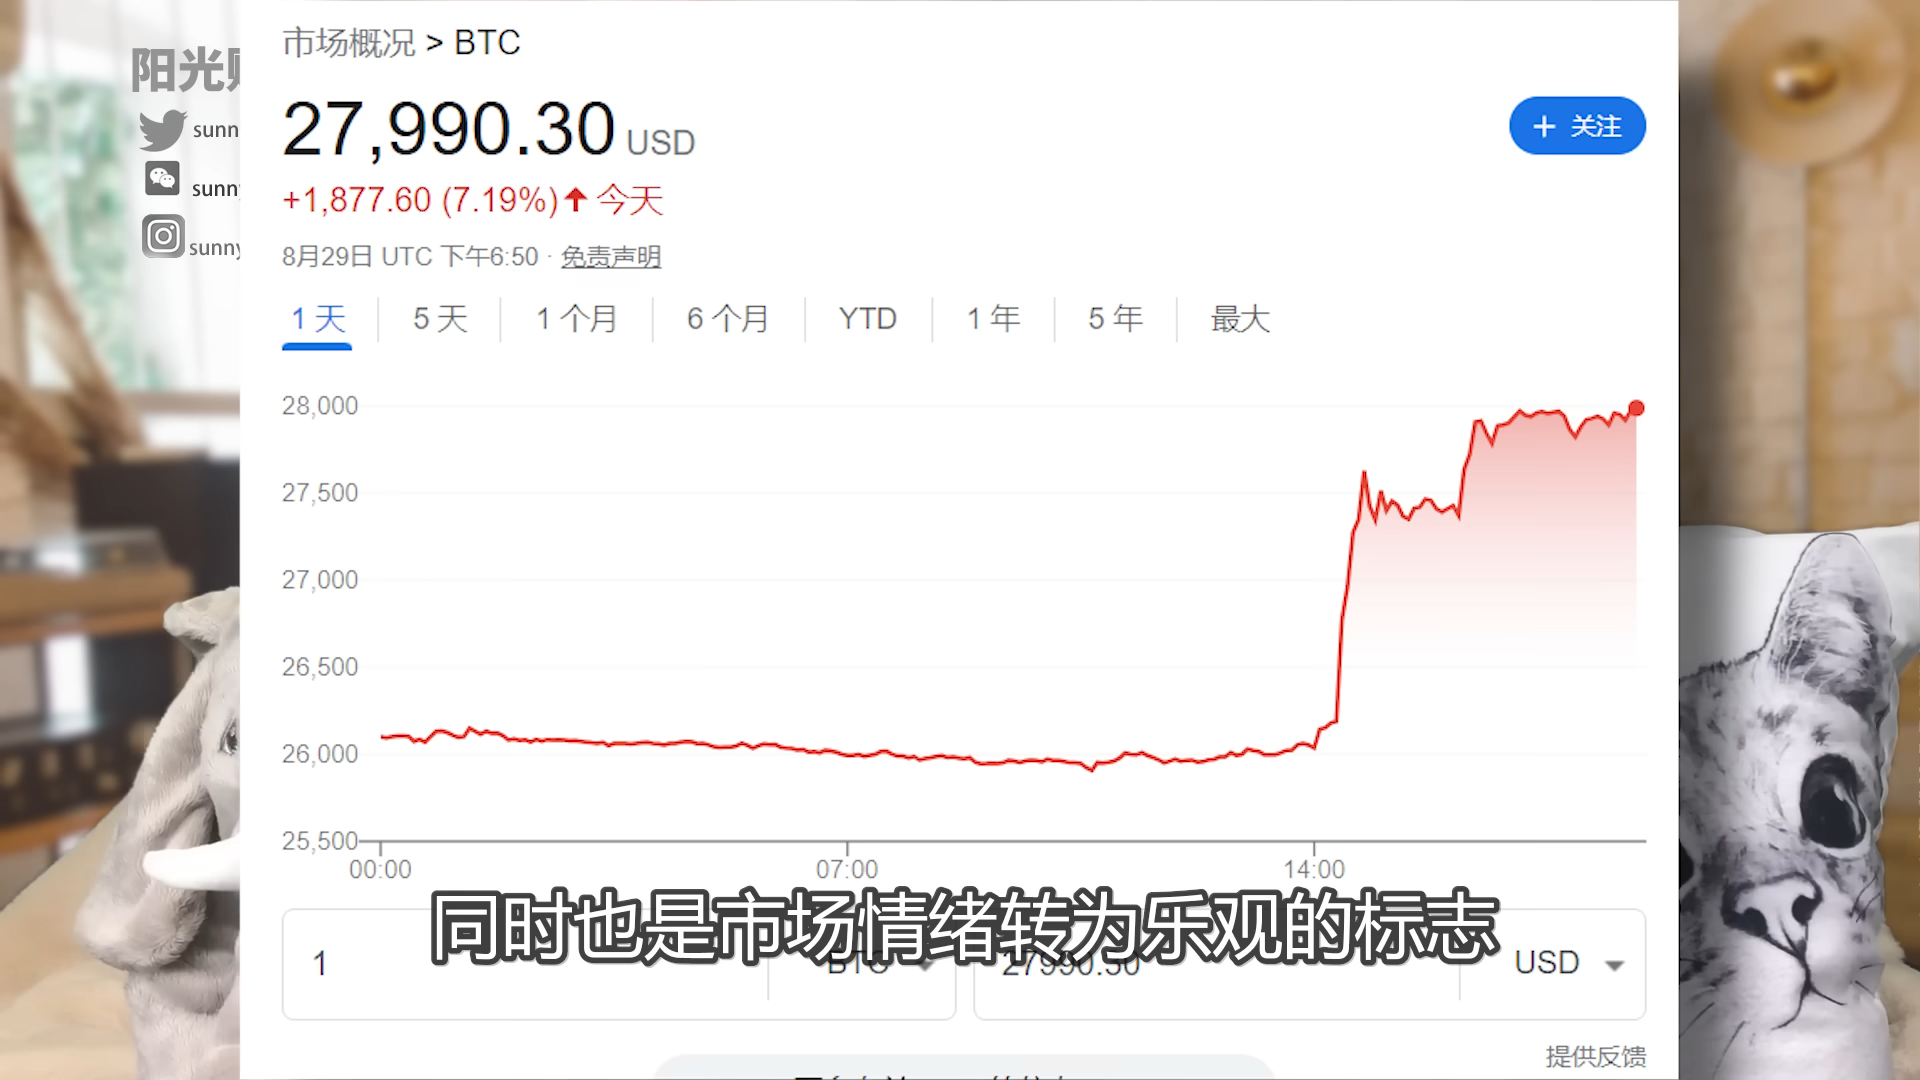 市场概况 > BTC
阳光
27,990.30 USD
+ 关注
sunn
+1,877.60 (7.19%) 今天
sunny
sunny
8月29日 UTC 下午6:50 · 免责声明
1 天
5 天
1 个月
6 个月
YTD
1 年
5 年
最大
28,000
27,500
27,000
26,500
26,000
25,500
00:00
07:00
14:00
同时也是市场情绪转为乐观的标志
1
BTC
27990.30
USD
提供反馈